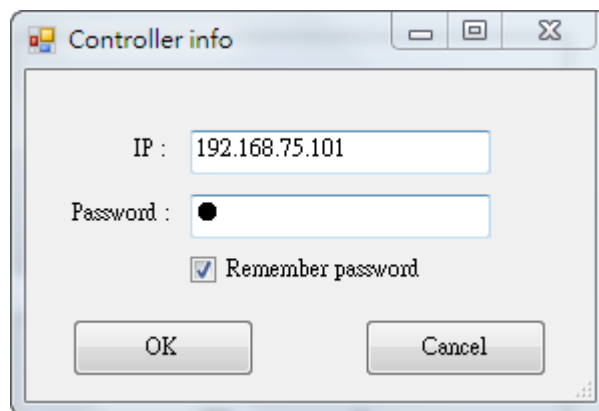 Controller info
IP : 192.168.75.101
Password : ●
Remember password
OK Cancel